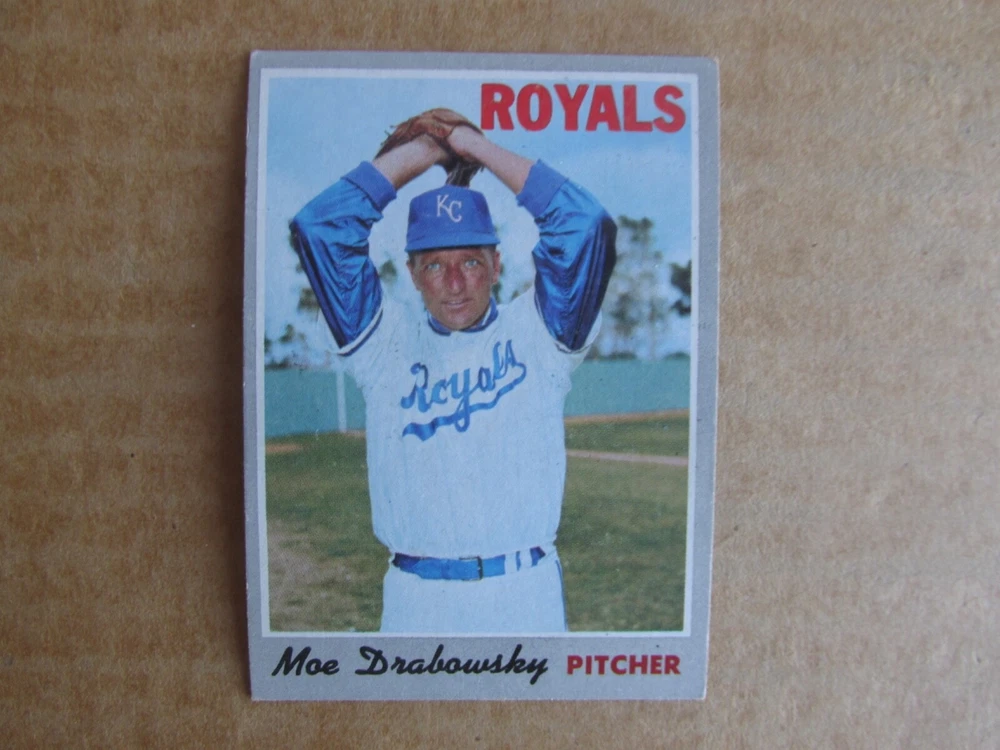 ROYALS
KC
Royals
Moe Drabowsky PITCHER